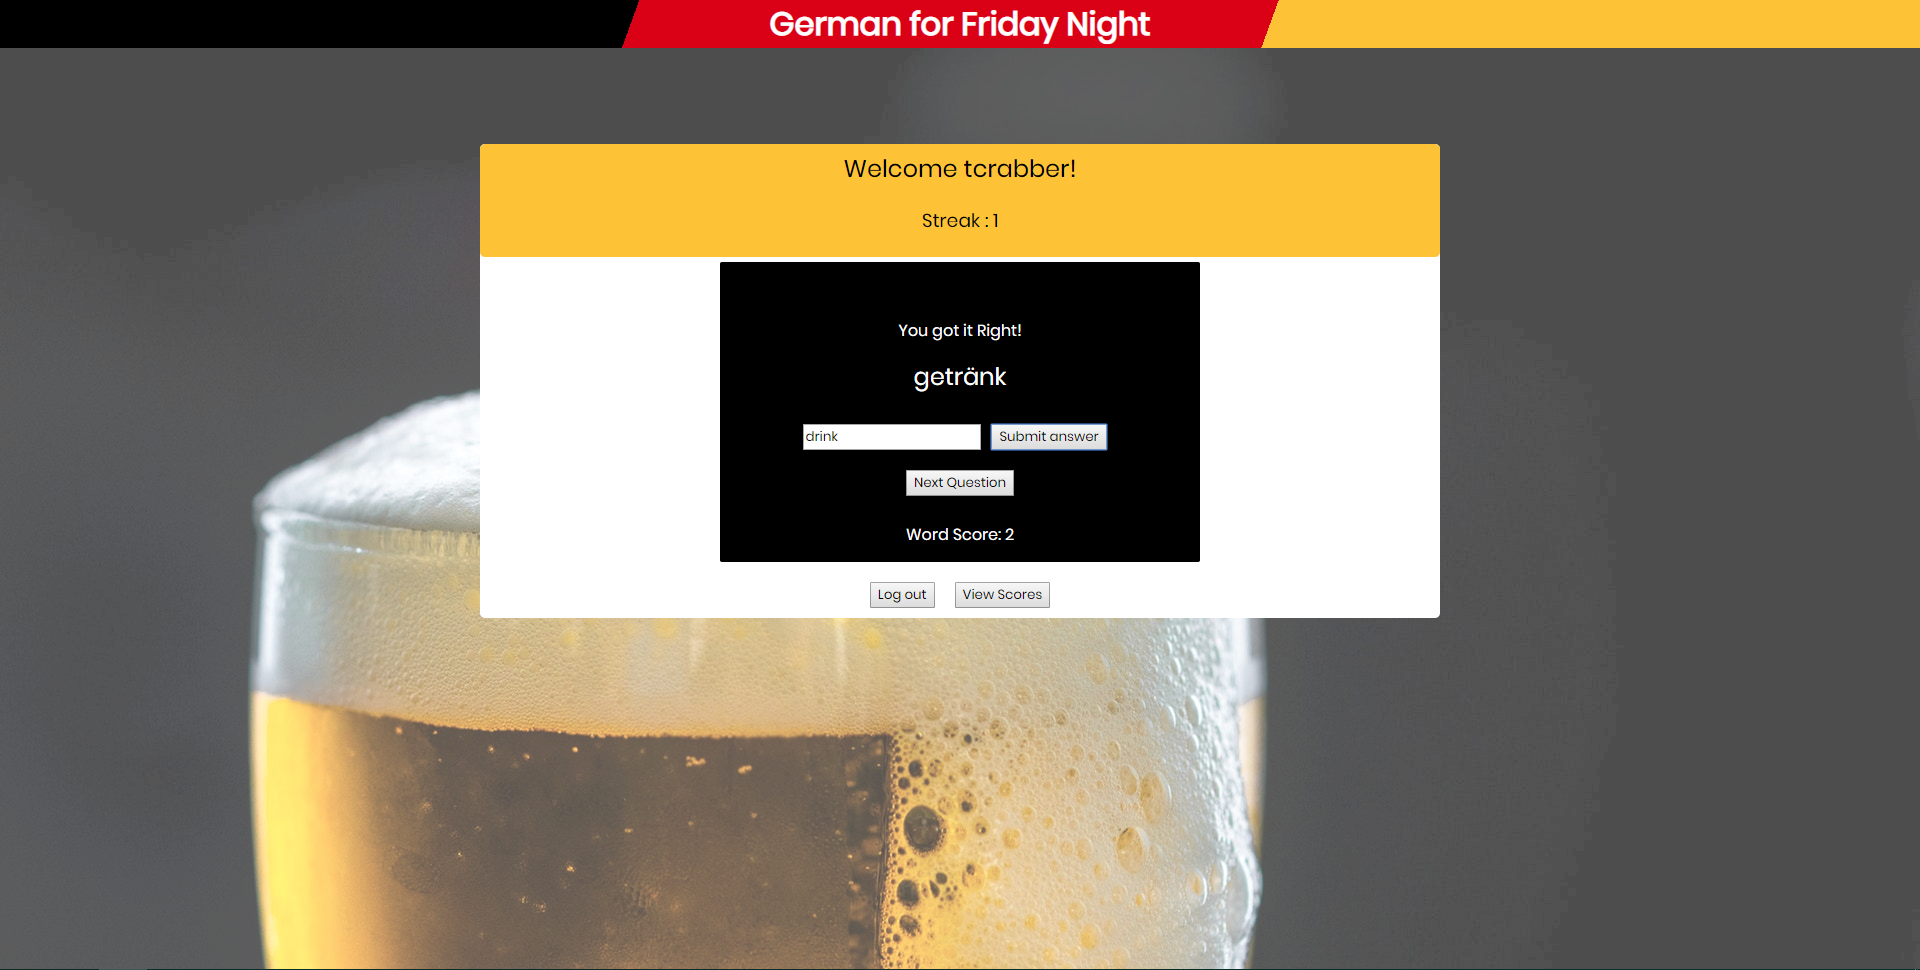 German for Friday Night
Welcome tcrabber!
Streak : 1
You got it Right!
getränk
drink Submit answer
Next Question
Word Score: 2
Log out View Scores